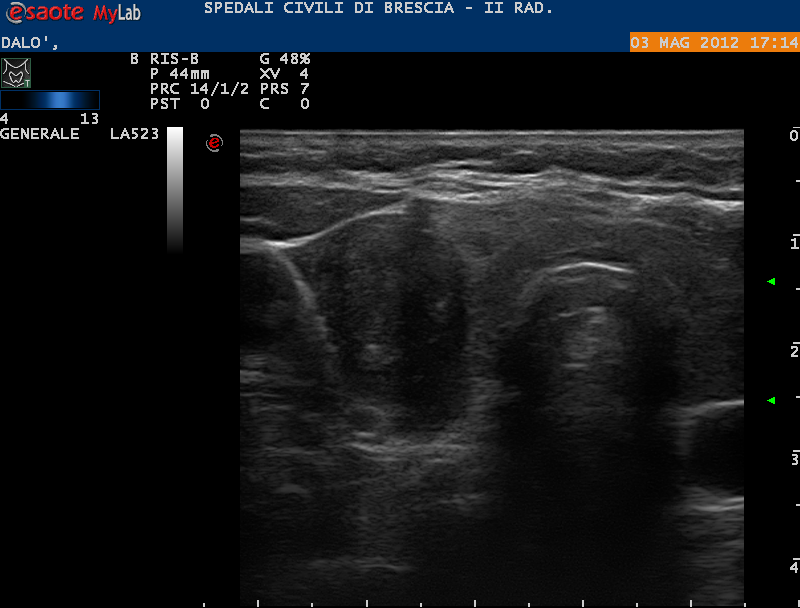 esaote MyLab SPEDALI CIVILI DI BRESCIA - II RAD.
DALO', 03 MAG 2012 17:14
B RIS-B G 48%
P 44mm XV 4
PRC 14/1/2 PRS 7
PST 0 C 0
T
4 13
GENERALE LA523
e
0
1
2
3
4